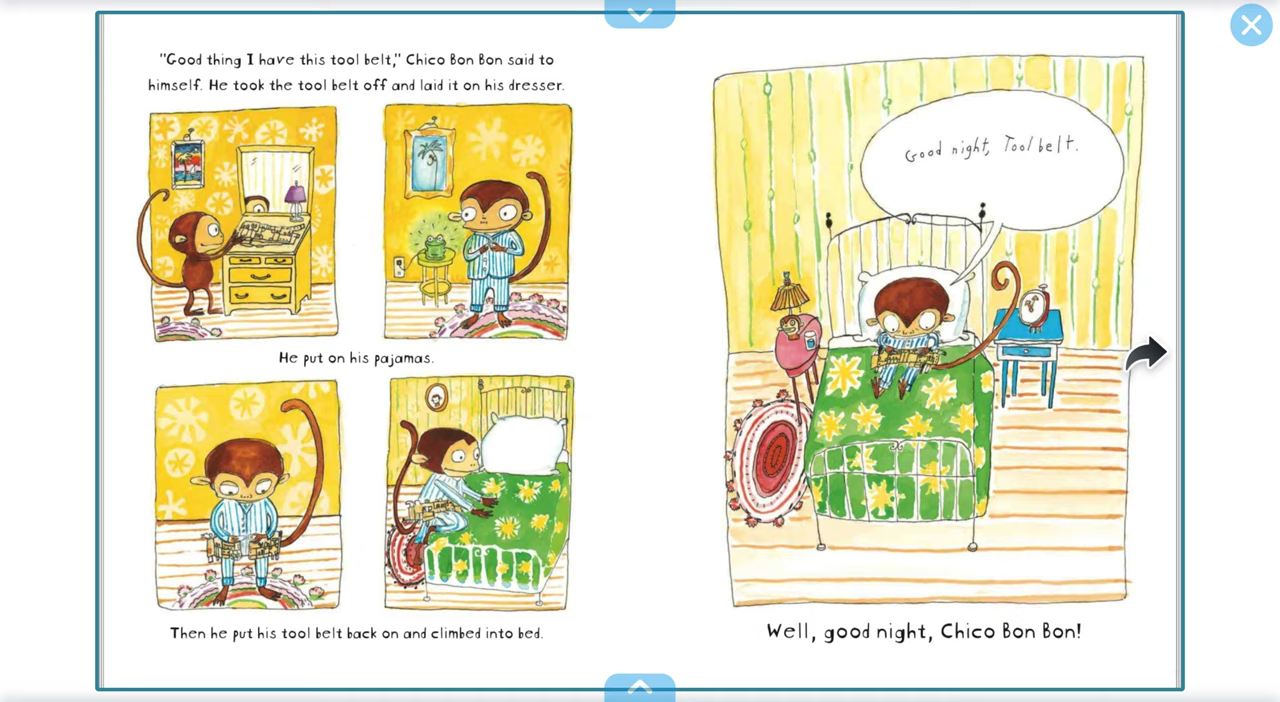 "Good thing I have this tool belt," Chico Bon Bon said to
himself. He took the tool belt off and laid it on his dresser.
He put on his pajamas.
Then he put his tool belt back on and climbed into bed.
Good night, Tool belt.
Well, good night, Chico Bon Bon!